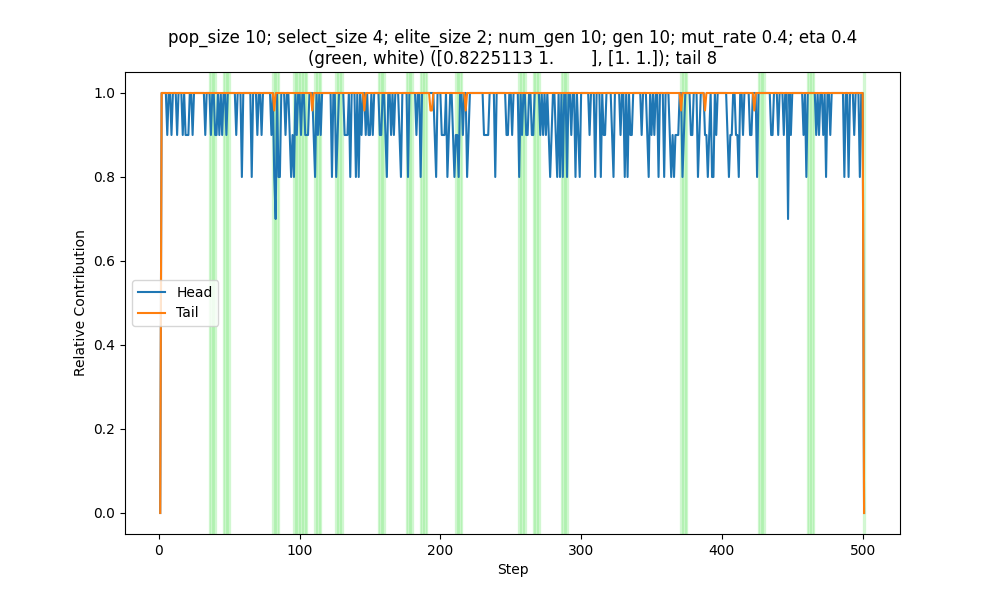 pop_size 10; select_size 4; elite_size 2; num_gen 10; gen 10; mut_rate 0.4; eta 0.4
(green, white) ([0.8225113 1.        ], [1. 1.]); tail 8
1.0
0.8
0.6
0.4
0.2
0.0
Relative Contribution
Head
Tail
0
100
200
300
400
500
Step